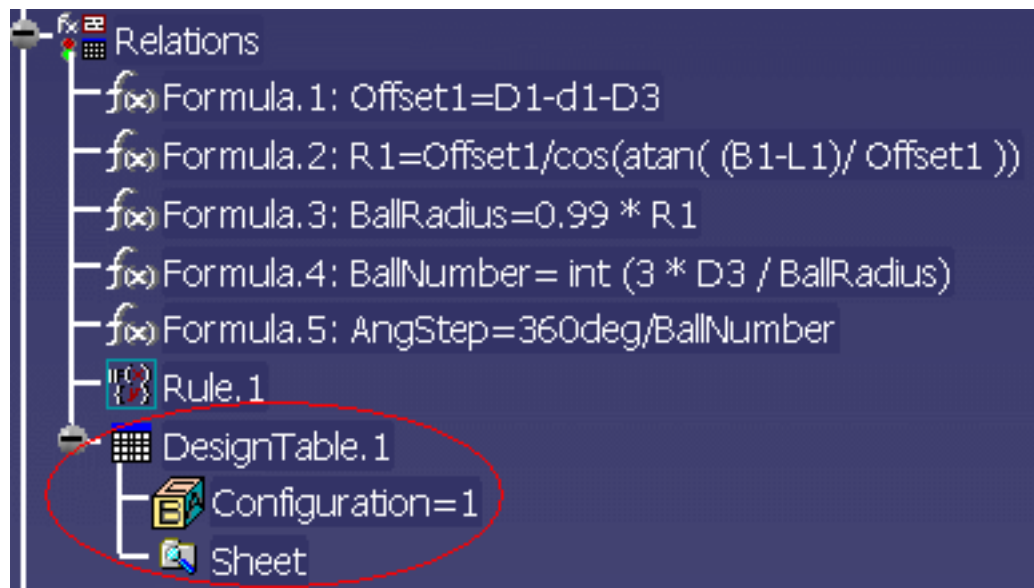 Relations
f(x) Formula.1: Offset1=D1-d1-D3
f(x) Formula.2: R1=Offset1/cos(atan( (B1-L1)/ Offset1 ))
f(x) Formula.3: BallRadius=0.99 * R1
f(x) Formula.4: BallNumber= int (3 * D3 / BallRadius)
f(x) Formula.5: AngStep=360deg/BallNumber
Rule.1
DesignTable.1
Configuration=1
Sheet